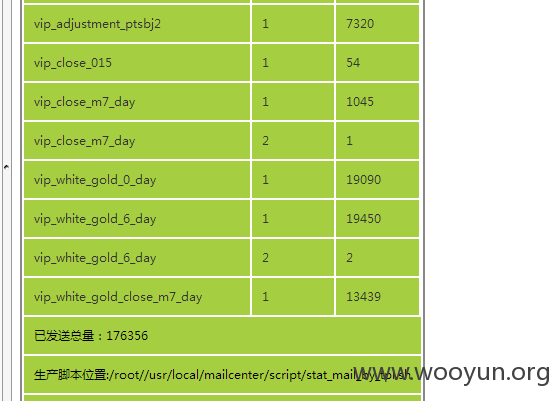 vip_adjustment_ptsbj2 1 7320
vip_close_015 1 54
vip_close_m7_day 1 1045
vip_close_m7_day 2 1
vip_white_gold_0_day 1 19090
vip_white_gold_6_day 1 19450
vip_white_gold_6_day 2 2
vip_white_gold_close_m7_day 1 13439
已发送总量：176356
生产脚本位置:/root//usr/local/mailcenter/script/stat_mail
www.wooyun.org